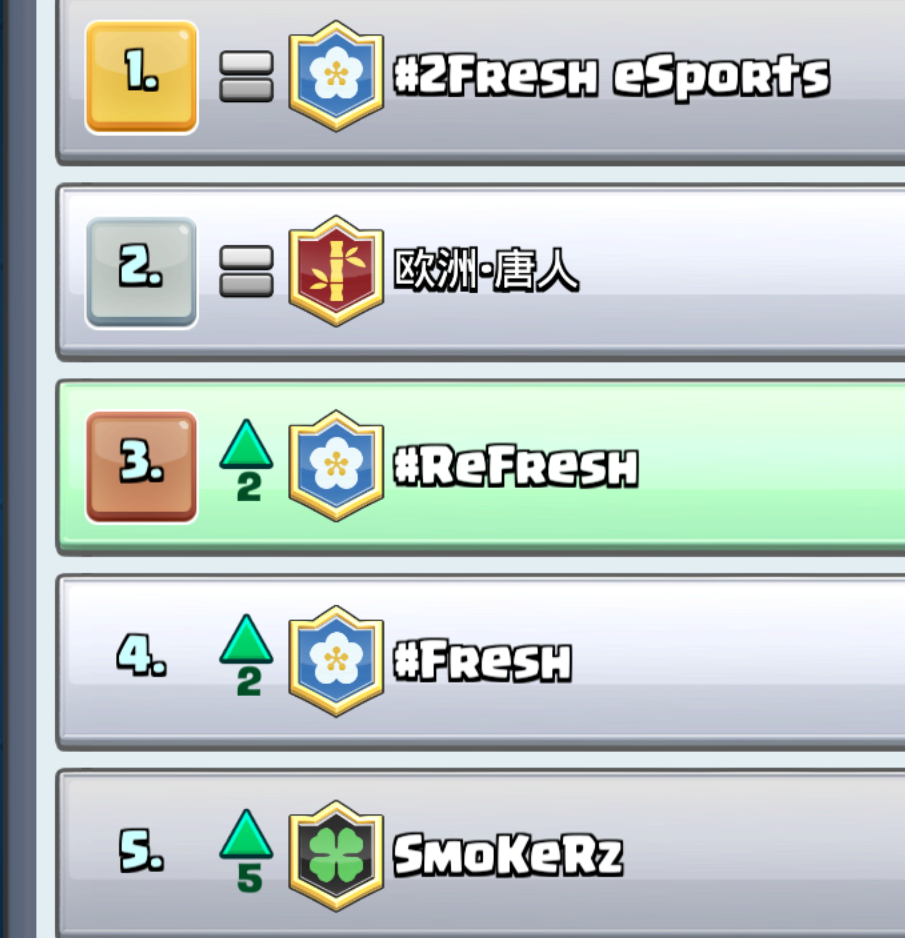 1. #2Fresh eSports
2. 欧洲·唐人
3. 2 #ReFresh
4. 2 #Fresh
5. 5 SmoKeRz